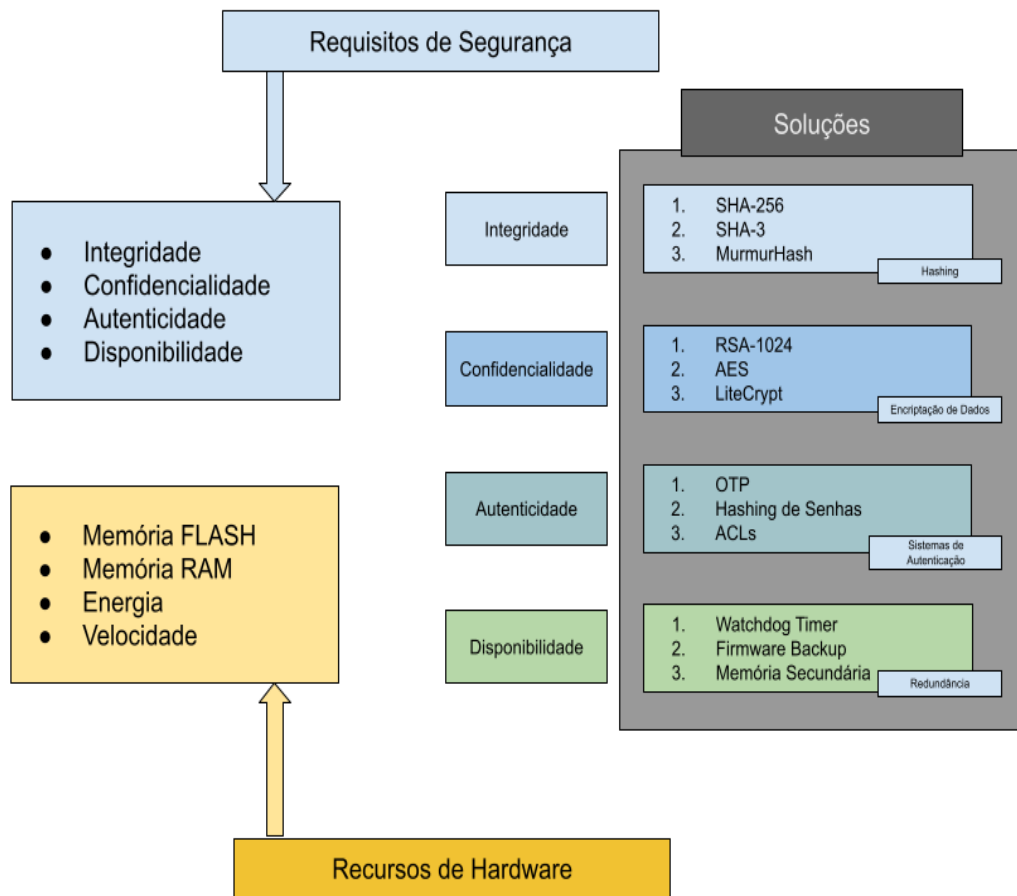 Requisitos de Segurança
Soluções
● Integridade
● Confidencialidade
● Autenticidade
● Disponibilidade
Integridade
1. SHA-256
2. SHA-3
3. MurmurHash
Hashing
Confidencialidade
1. RSA-1024
2. AES
3. LiteCrypt
Encriptação de Dados
● Memória FLASH
● Memória RAM
● Energia
● Velocidade
Autenticidade
1. OTP
2. Hashing de Senhas
3. ACLs
Sistemas de
Autenticação
Disponibilidade
1. Watchdog Timer
2. Firmware Backup
3. Memória Secundária
Redundância
Recursos de Hardware